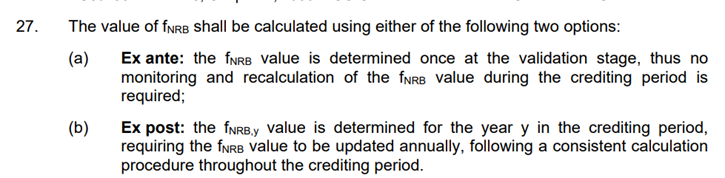 27. The value of fNRB shall be calculated using either of the following two options:
(a) Ex ante: the fNRB value is determined once at the validation stage, thus no
monitoring and recalculation of the fNRB value during the crediting period is
required;
(b) Ex post: the fNRB,y value is determined for the year y in the crediting period,
requiring the fNRB value to be updated annually, following a consistent calculation
procedure throughout the crediting period.